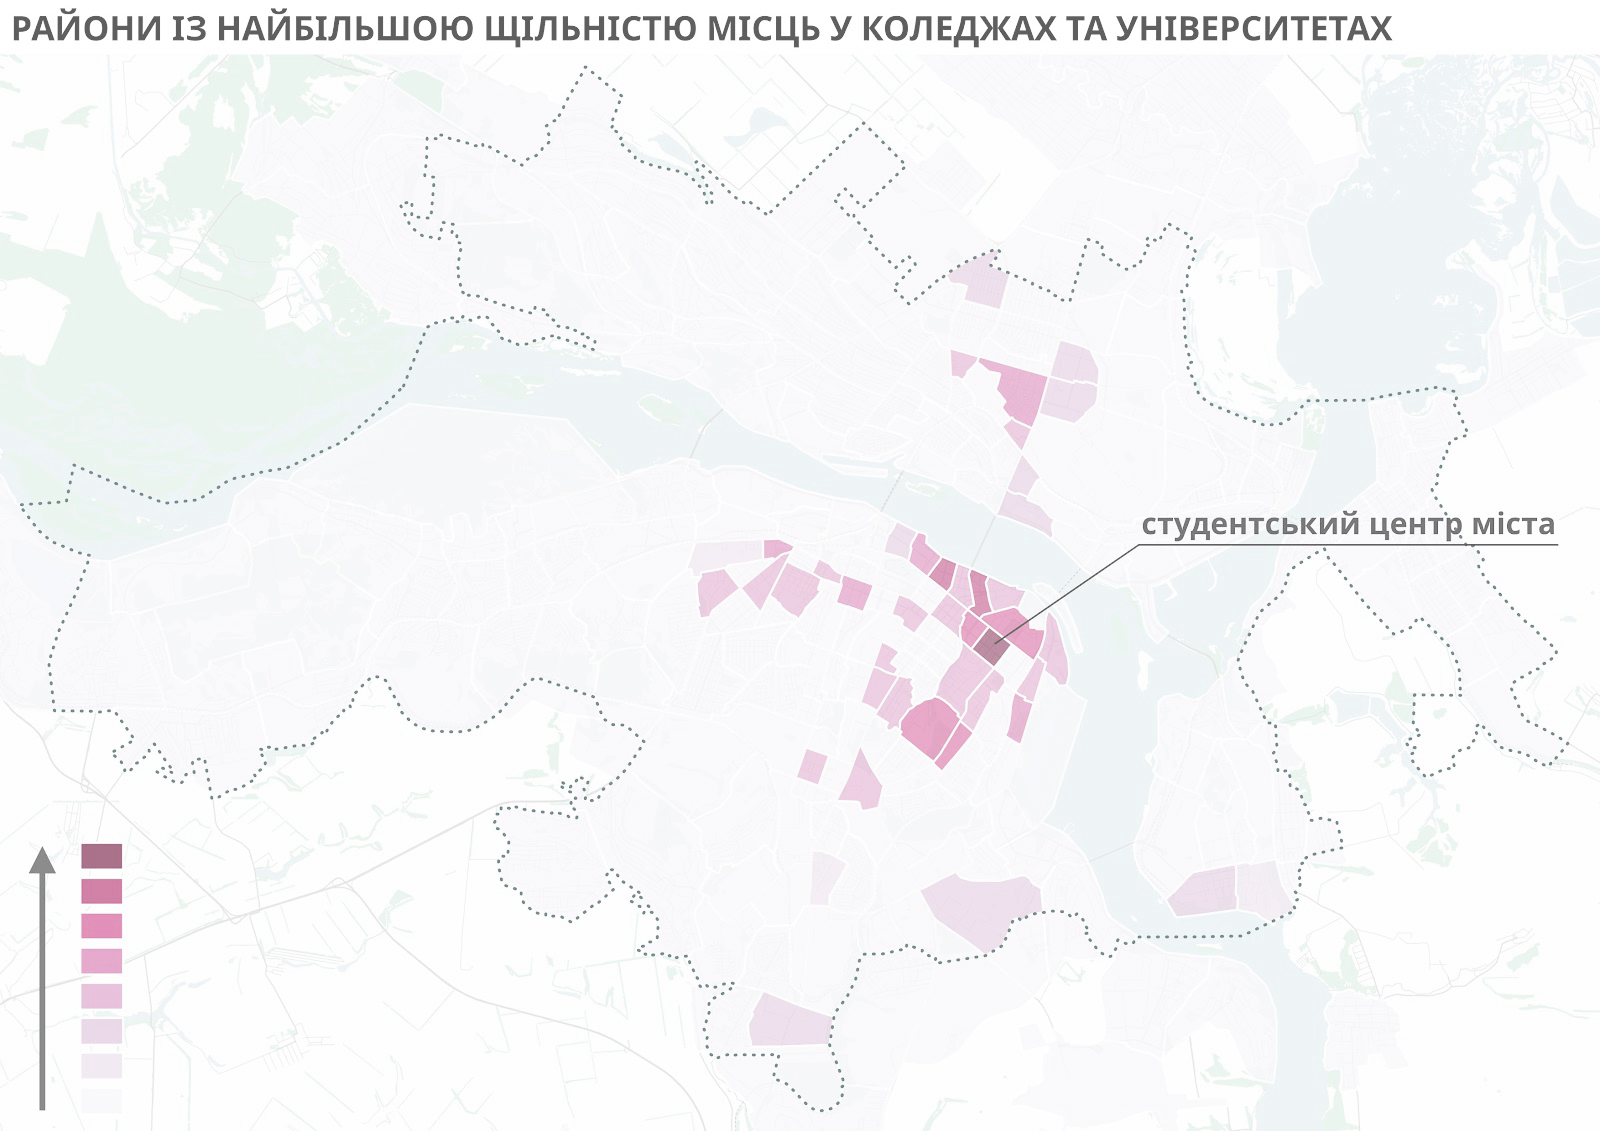 РАЙОНИ ІЗ НАЙБІЛЬШОЮ ЩІЛЬНІСТЮ МІСЦЬ У КОЛЕДЖАХ ТА УНІВЕРСИТЕТАХ
студентський центр міста